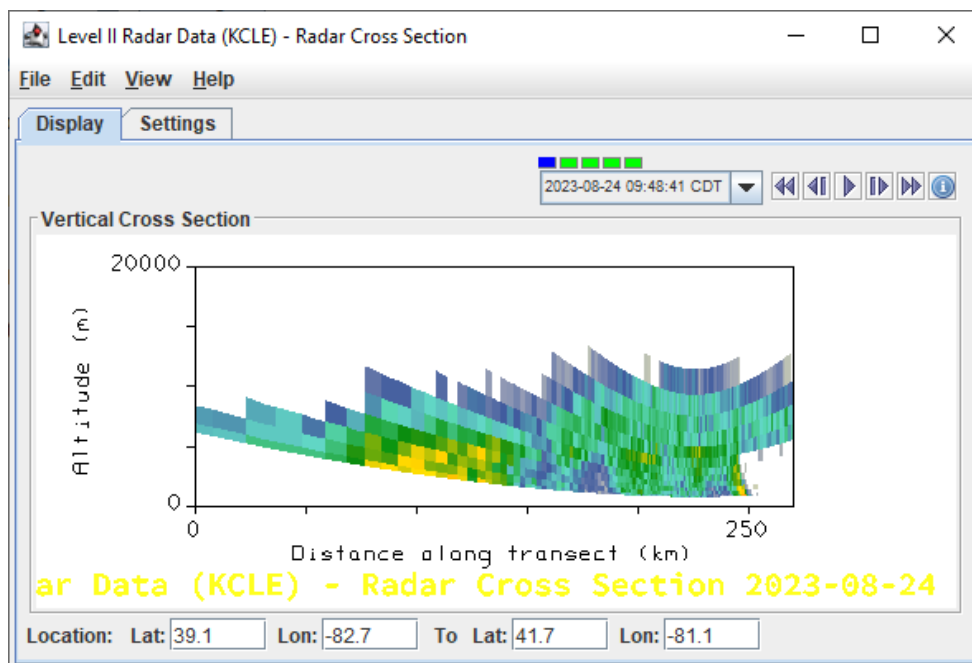 Level II Radar Data (KCLE) - Radar Cross Section
File Edit View Help
Display Settings
2023-08-24 09:48:41 CDT
Vertical Cross Section
20000
Altitude (m)
0
0 250
Distance along transect (km)
ar Data (KCLE) - Radar Cross Section 2023-08-24
Location: Lat: 39.1 Lon: -82.7 To Lat: 41.7 Lon: -81.1